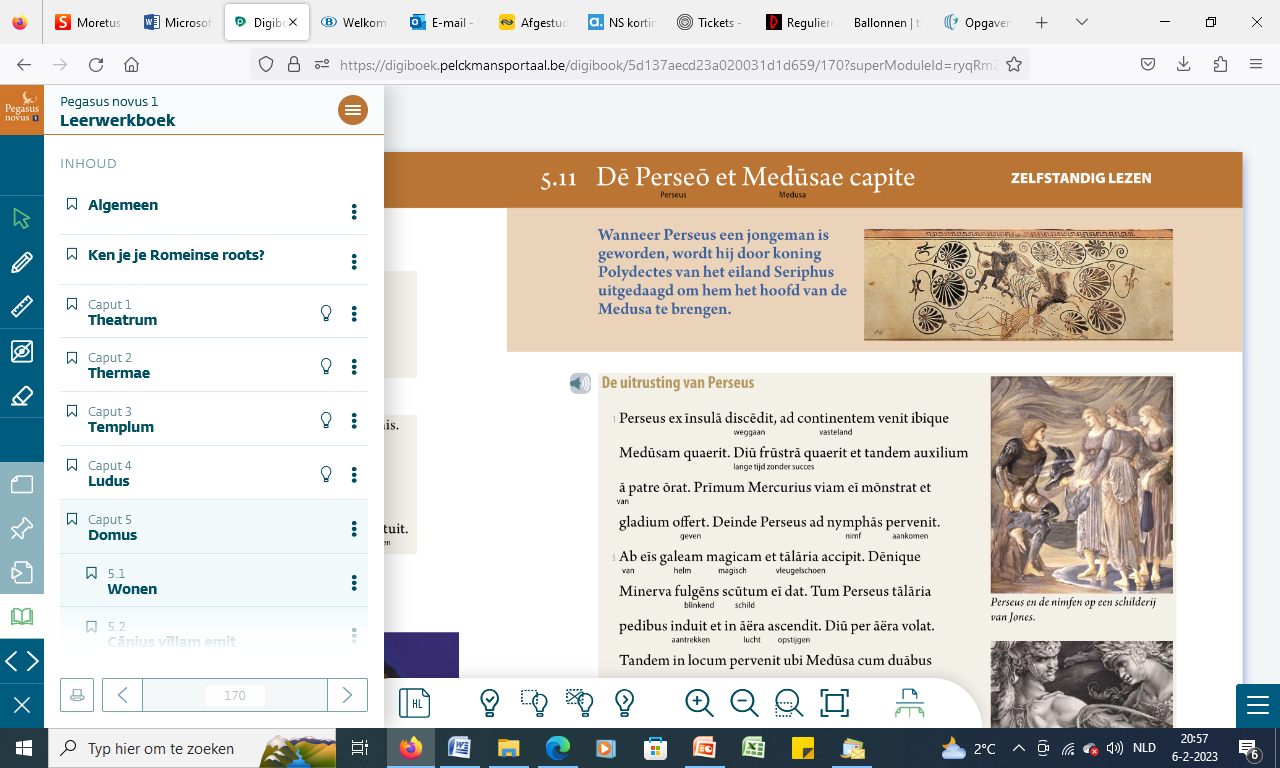 Moretus
Microsof
Digibo
Welkom
E-mail -
Afgestud
NS kortin
Tickets -
Reguliere
Ballonnen | t
Opgaven
https://digiboek.pelckmansportaal.be/digibook/5d137aecd23a020031d1d659/170?superModuleId=ryqRmZ
Pegasus
novus 1
Pegasus novus 1
Leerwerkboek
INHOUD
Algemeen
Ken je je Romeinse roots?
Caput 1
Theatrum
Caput 2
Thermae
Caput 3
Templum
Caput 4
Ludus
Caput 5
Domus
5.1
Wonen
5.2
Cānius vīllam emit
170
is.
tuit.
en
5.11 Dē Perseō et Medūsae capite
Perseus Medusa
ZELFSTANDIG LEZEN
Wanneer Perseus een jongeman is
geworden, wordt hij door koning
Polydectes van het eiland Seriphus
uitgedaagd om hem het hoofd van de
Medusa te brengen.
De uitrusting van Perseus
1 Perseus ex īnsulā discēdit, ad continentem venit ibique
weggaan vasteland
Medūsam quaerit. Diū frūstrā quaerit et tandem auxilium
lange tijd zonder succes
ā patre ōrat. Prīmum Mercurius viam eī mōnstrat et
van
gladium offert. Deinde Perseus ad nymphās pervenit.
geven nimf aankomen
5 Ab eīs galeam magicam et tālāria accipit. Dēnique
van helm magisch vleugelschoen
Minerva fulgēns scūtum eī dat. Tum Perseus tālāria
blinkend schild
pedibus induit et in āëra ascendit. Diū per āëra volat.
aantrekken lucht opstijgen
Tandem in locum pervenit ubi Medūsa cum duābus
Perseus en de nimfen op een schilderij
van Jones.
HL
Typ hier om te zoeken
2°C
NLD
20:57
6-2-2023
6